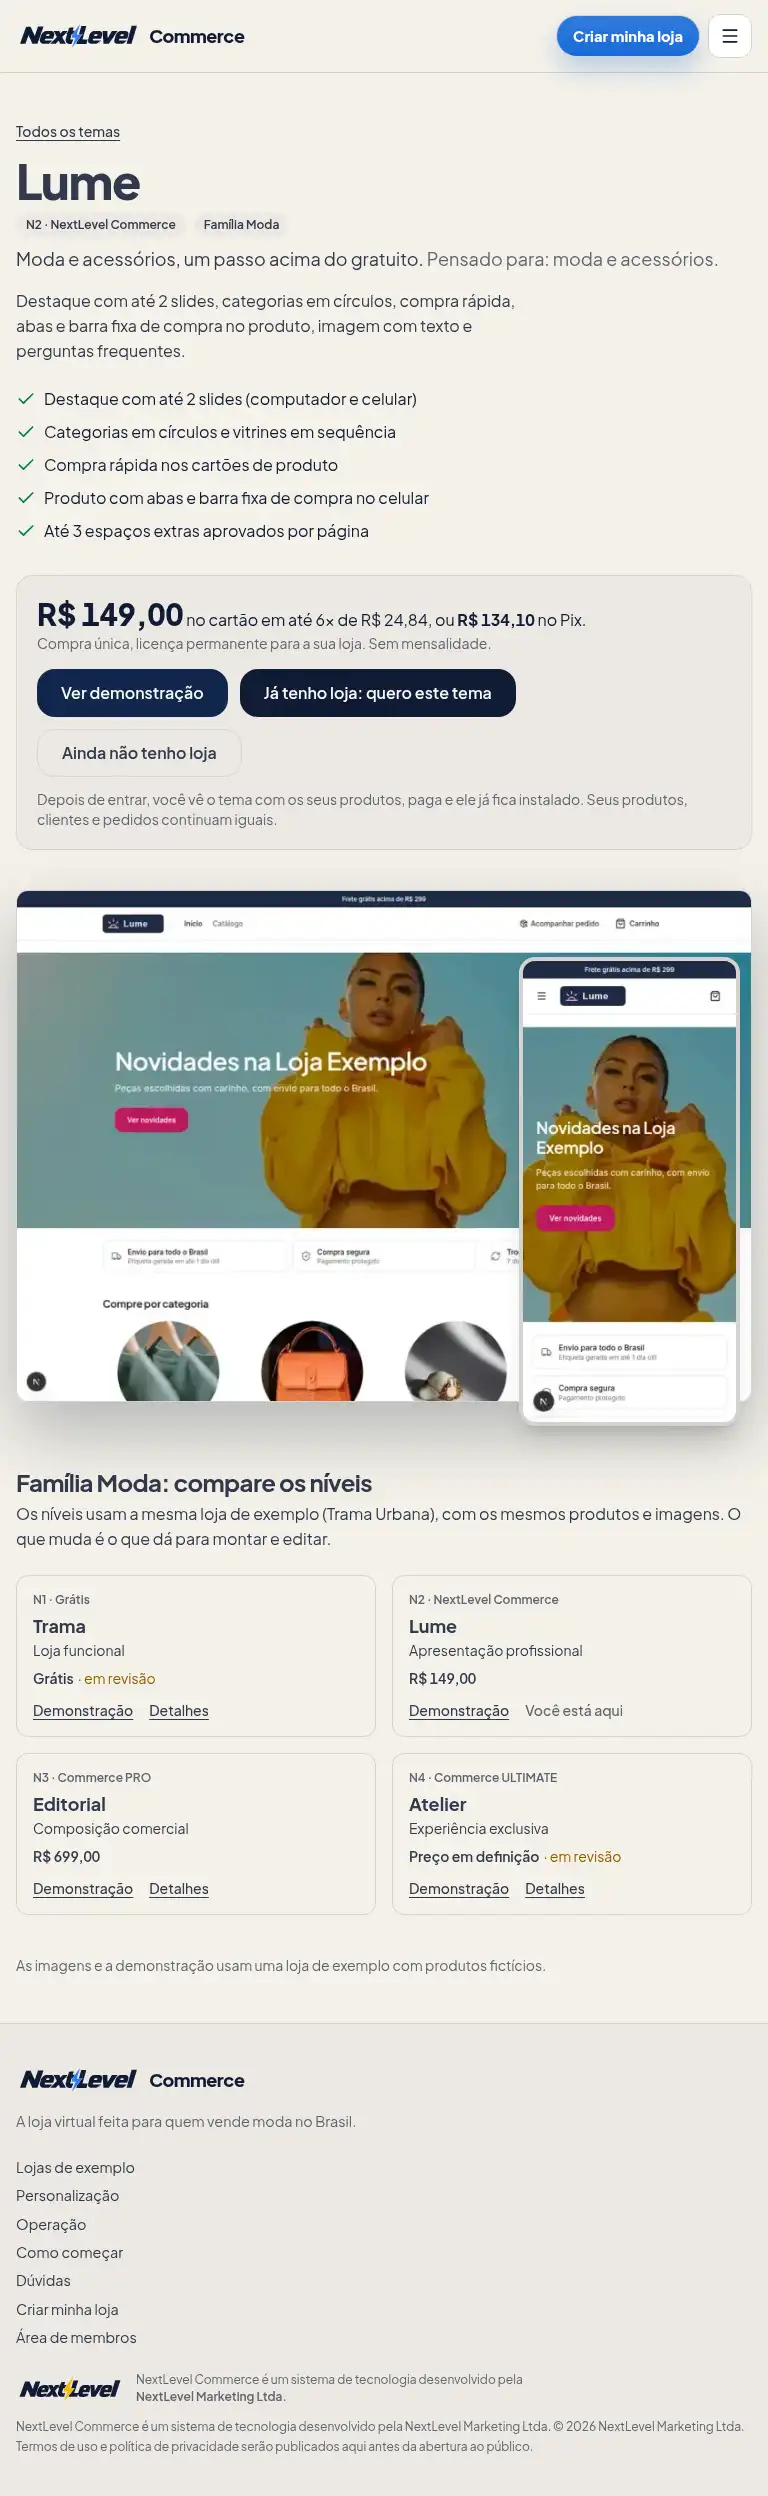 NextLevel Commerce
Criar minha loja
Todos os temas
Lume
N2 · NextLevel Commerce
Família Moda
Moda e acessórios, um passo acima do gratuito. Pensado para: moda e acessórios.
Destaque com até 2 slides, categorias em círculos, compra rápida,
abas e barra fixa de compra no produto, imagem com texto e
perguntas frequentes.
Destaque com até 2 slides (computador e celular)
Categorias em círculos e vitrines em sequência
Compra rápida nos cartões de produto
Produto com abas e barra fixa de compra no celular
Até 3 espaços extras aprovados por página
R$ 149,00 no cartão em até 6× de R$ 24,84, ou R$ 134,10 no Pix.
Compra única, licença permanente para a sua loja. Sem mensalidade.
Ver demonstração
Já tenho loja: quero este tema
Ainda não tenho loja
Depois de entrar, você vê o tema com os seus produtos, paga e ele já fica instalado. Seus produtos,
clientes e pedidos continuam iguais.
Frete grátis acima de R$ 299
Lume
Início
Catálogo
Acompanhar pedido
Carrinho
Novidades na Loja Exemplo
Peças escolhidas com carinho, com envio para todo o Brasil.
Ver novidades
Envio para todo o Brasil
Etiqueta gerada em até 1 dia útil
Compra segura
Pagamento protegido
Compre por categoria
N
Frete grátis acima de R$ 299
Lume
Novidades na Loja
Exemplo
Peças escolhidas com carinho, com envio
para todo o Brasil.
Ver novidades
Envio para todo o Brasil
Etiqueta gerada em até 1 dia útil
Compra segura
Pagamento protegido
N
Família Moda: compare os níveis
Os níveis usam a mesma loja de exemplo (Trama Urbana), com os mesmos produtos e imagens. O
que muda é o que dá para montar e editar.
N1 · Grátis
Trama
Loja funcional
Grátis · em revisão
Demonstração
Detalhes
N2 · NextLevel Commerce
Lume
Apresentação profissional
R$ 149,00
Demonstração
Você está aqui
N3 · Commerce PRO
Editorial
Composição comercial
R$ 699,00
Demonstração
Detalhes
N4 · Commerce ULTIMATE
Atelier
Experiência exclusiva
Preço em definição · em revisão
Demonstração
Detalhes
As imagens e a demonstração usam uma loja de exemplo com produtos fictícios.
NextLevel Commerce
A loja virtual feita para quem vende moda no Brasil.
Lojas de exemplo
Personalização
Operação
Como começar
Dúvidas
Criar minha loja
Área de membros
NextLevel
NextLevel Commerce é um sistema de tecnologia desenvolvido pela
NextLevel Marketing Ltda.
NextLevel Commerce é um sistema de tecnologia desenvolvido pela NextLevel Marketing Ltda. © 2026 NextLevel Marketing Ltda.
Termos de uso e política de privacidade serão publicados aqui antes da abertura ao público.